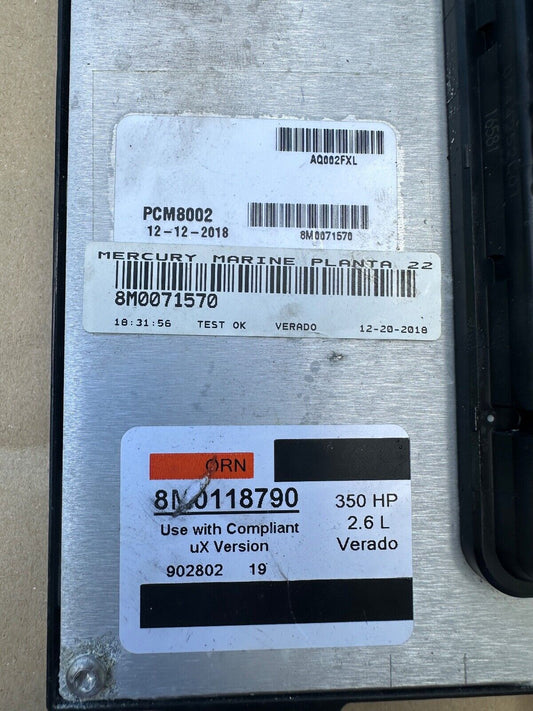 AQ002FXL
PCM8002
12-12-2018
8M0071570
MERCURY MARINE PLANTA 22
8M0071570
18:31:56 TEST OK VERADO 12-20-2018
ORN
8M0118790
350 HP
Use with Compliant
2.6 L
uX Version
Verado
902802 19